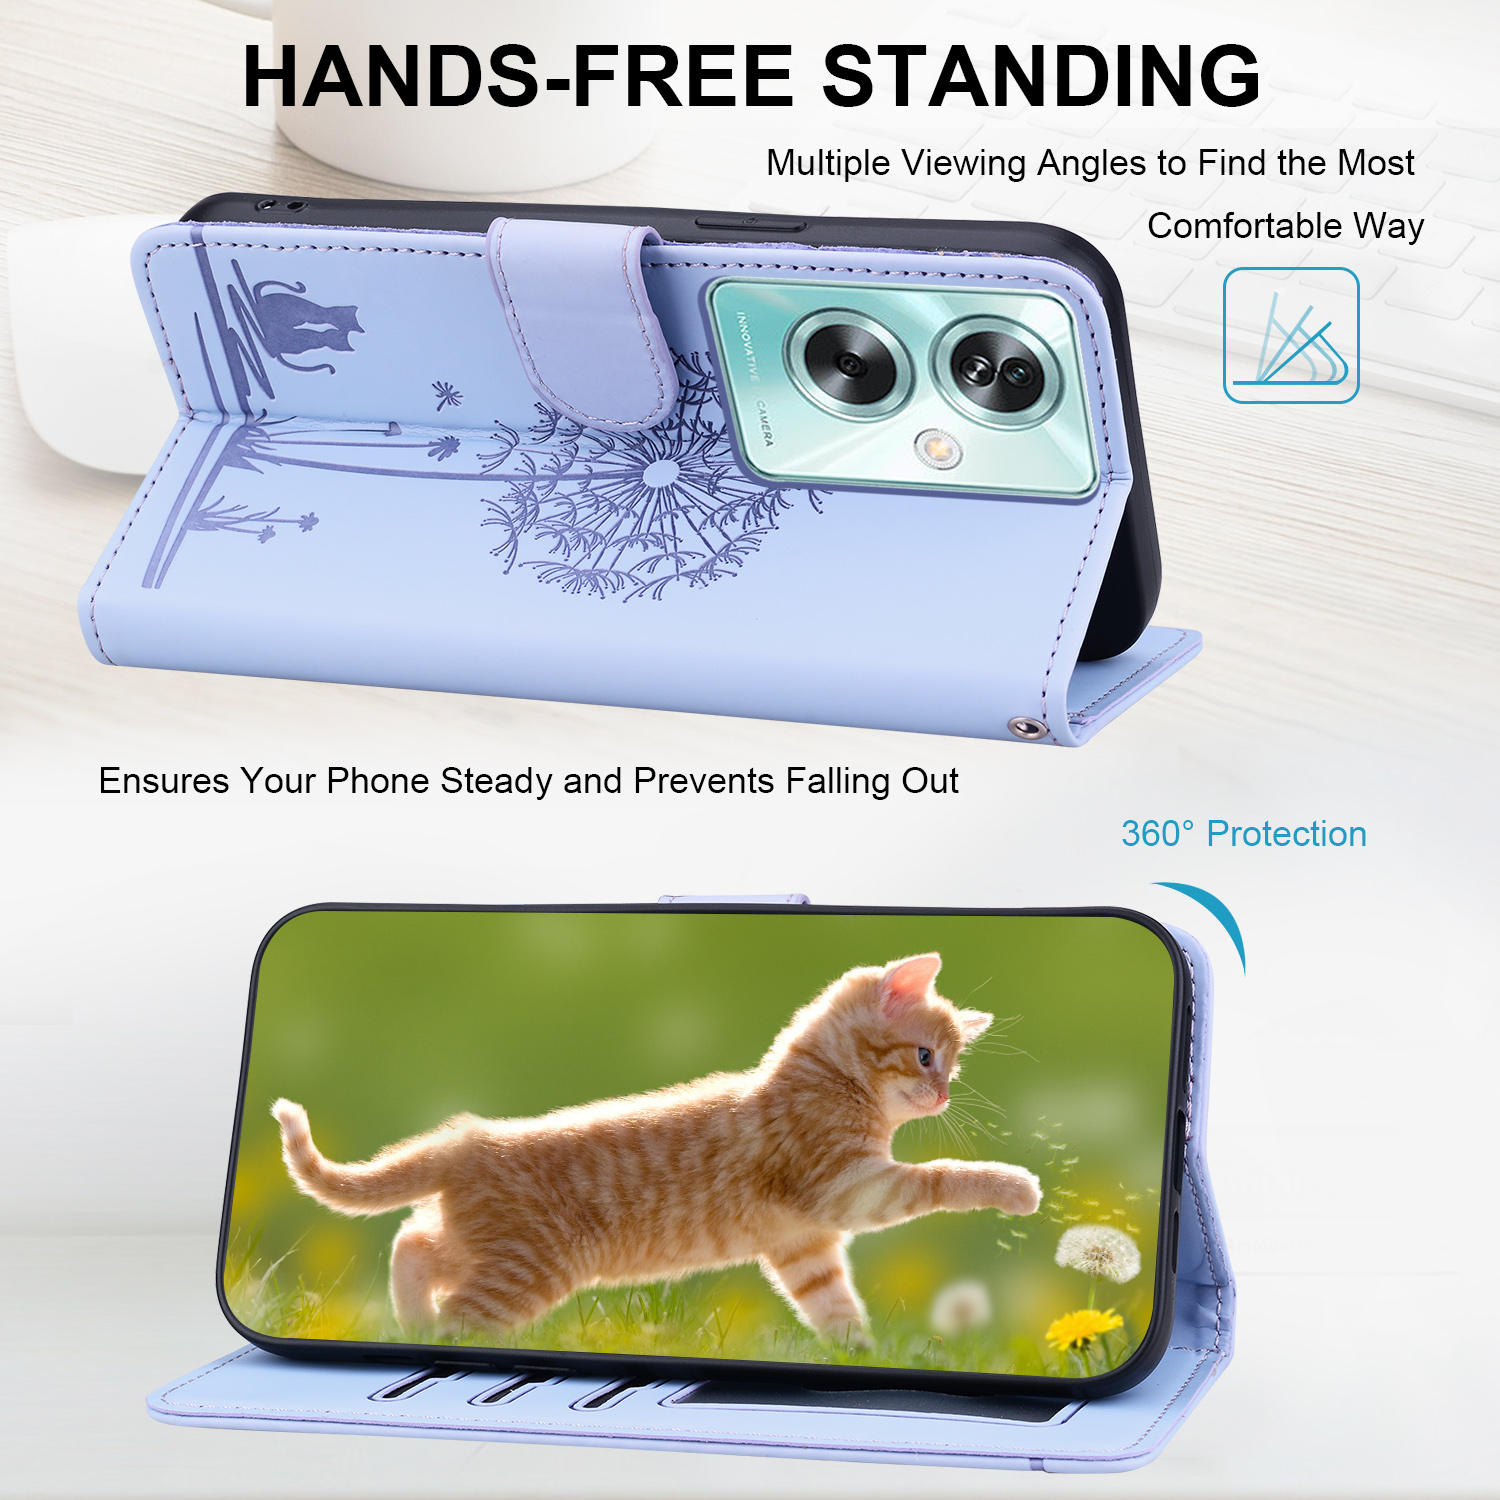 HANDS-FREE STANDING
Multiple Viewing Angles to Find the Most
Comfortable Way
INNOVATIVE CAMERA
Ensures Your Phone Steady and Prevents Falling Out
360° Protection